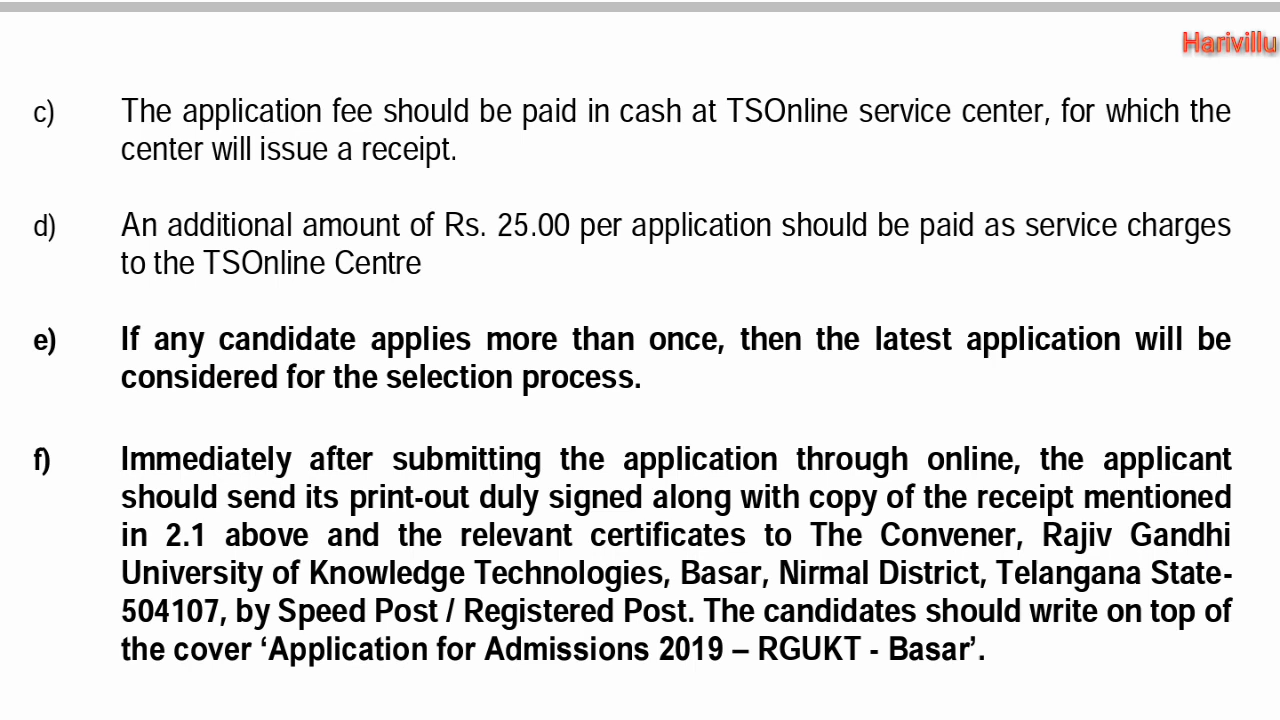 Harivillu
c) The application fee should be paid in cash at TSOnline service center, for which the
center will issue a receipt.
d) An additional amount of Rs. 25.00 per application should be paid as service charges
to the TSOnline Centre
e) If any candidate applies more than once, then the latest application will be
considered for the selection process.
f) Immediately after submitting the application through online, the applicant
should send its print-out duly signed along with copy of the receipt mentioned
in 2.1 above and the relevant certificates to The Convener, Rajiv Gandhi
University of Knowledge Technologies, Basar, Nirmal District, Telangana State-
504107, by Speed Post / Registered Post. The candidates should write on top of
the cover ‘Application for Admissions 2019 – RGUKT - Basar’.